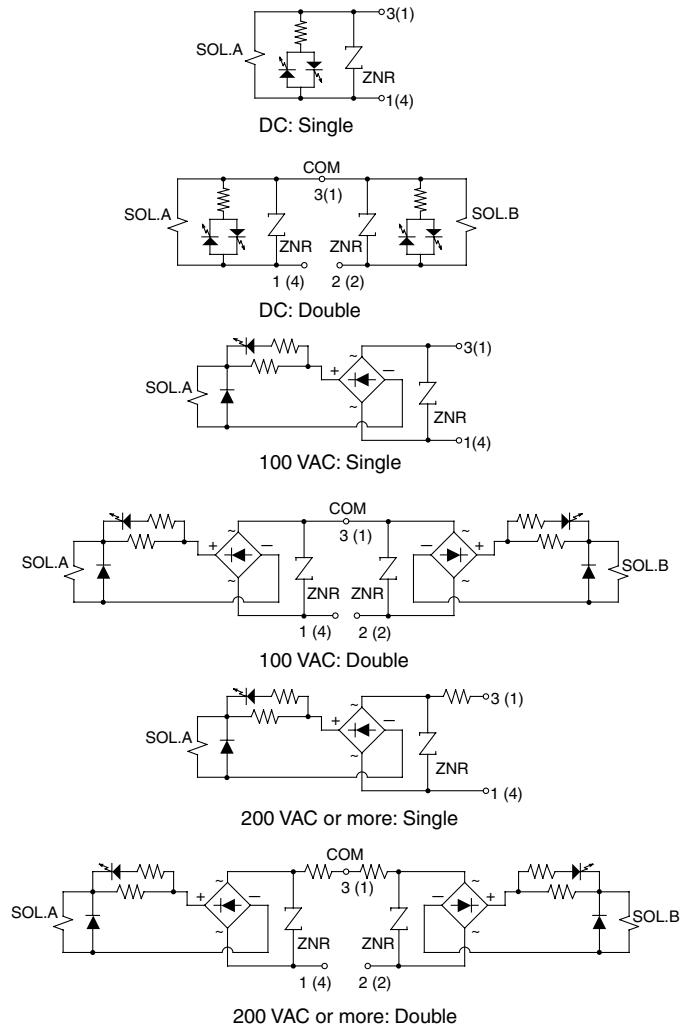 3(1)
SOL.A
ZNR
1(4)
DC: Single
COM
3(1)
SOL.A
SOL.B
ZNR
ZNR
1 (4)
2 (2)
DC: Double
3(1)
+
~
−
SOL.A
~
ZNR
1(4)
100 VAC: Single
COM
3 (1)
~
~
+
−
−
+
SOL.A
SOL.B
~
~
ZNR
ZNR
1 (4)
2 (2)
100 VAC: Double
3 (1)
~
+
−
SOL.A
~
ZNR
1 (4)
200 VAC or more: Single
COM
3 (1)
~
~
+
−
−
+
SOL.A
SOL.B
~
~
ZNR
ZNR
1 (4)
2 (2)
200 VAC or more: Double